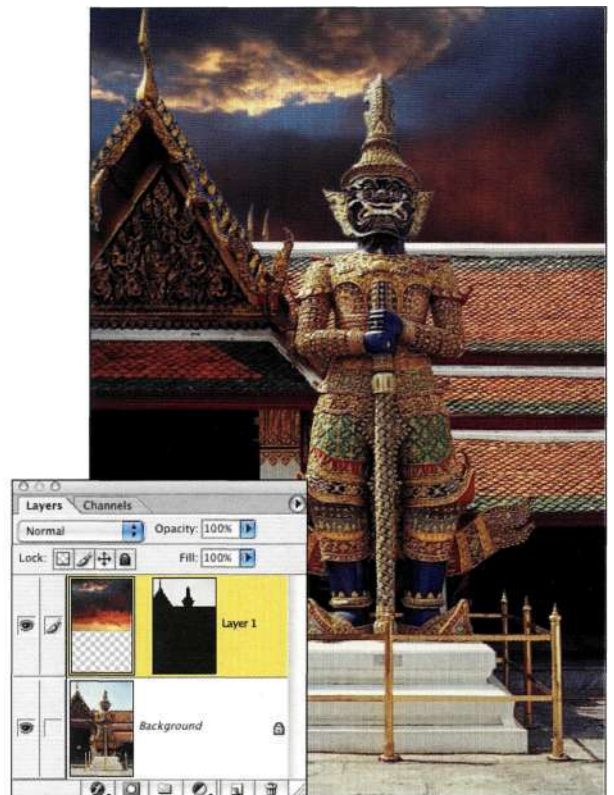 Layers Channels
Normal Opacity: 100%
Lock: Fill: 100%
Layer 1
Background